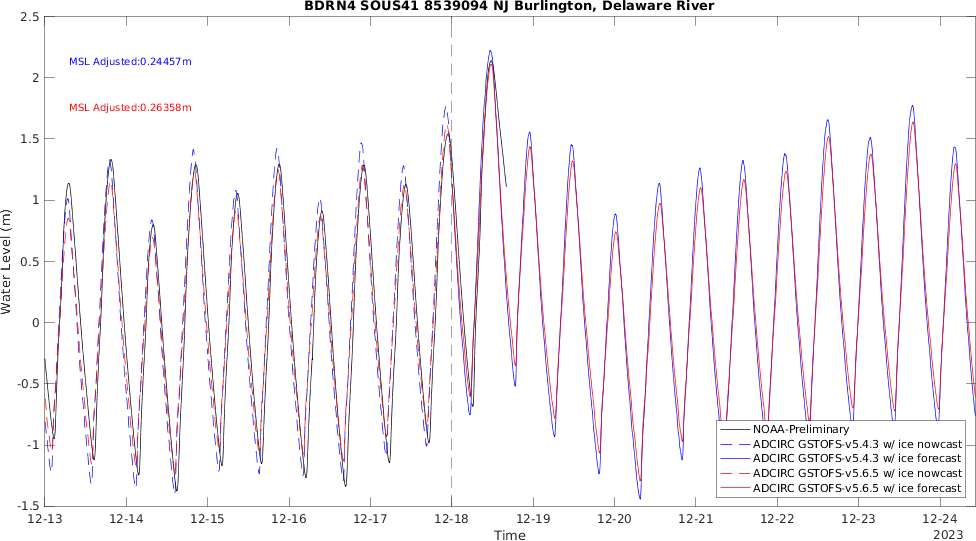 BDRN4 SOUS41 8539094 NJ Burlington, Delaware River
2.5
MSL Adjusted:0.24457m
2
MSL Adjusted:0.26358m
1.5
1
Water Level (m)
0.5
0
-0.5
-1
-1.5
NOAA-Preliminary
ADCIRC GSTOFS-v5.4.3 w/ ice nowcast
ADCIRC GSTOFS-v5.4.3 w/ ice forecast
ADCIRC GSTOFS-v5.6.5 w/ ice nowcast
ADCIRC GSTOFS-v5.6.5 w/ ice forecast
12-13 12-14 12-15 12-16 12-17 12-18 12-19 12-20 12-21 12-22 12-23 12-24
Time
2023